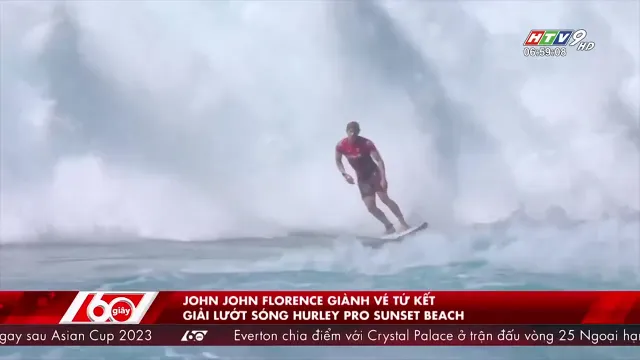 HTV9 HD
06:59:08
60 giây
JOHN JOHN FLORENCE GIÀNH VÉ TỨ KẾT
GIẢI LƯỚT SÓNG HURLEY PRO SUNSET BEACH
gay sau Asian Cup 2023 60 Everton chia điểm với Crystal Palace ở trận đấu vòng 25 Ngoại hạ